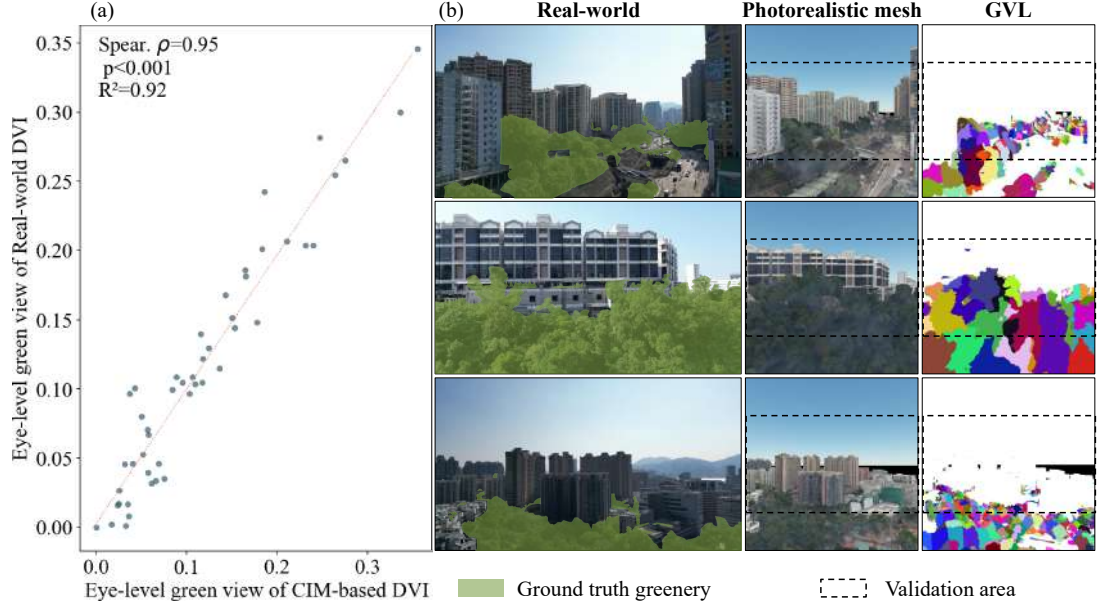 (a)
(b)
Real-world
Photorealistic mesh
GVL
Spear. ρ=0.95
p<0.001
R²=0.92
0.35
0.30
0.25
0.20
0.15
0.10
0.05
0.00
Eye-level green view of Real-world DVI
0.0
0.1
0.2
0.3
Eye-level green view of CIM-based DVI
Ground truth greenery
Validation area